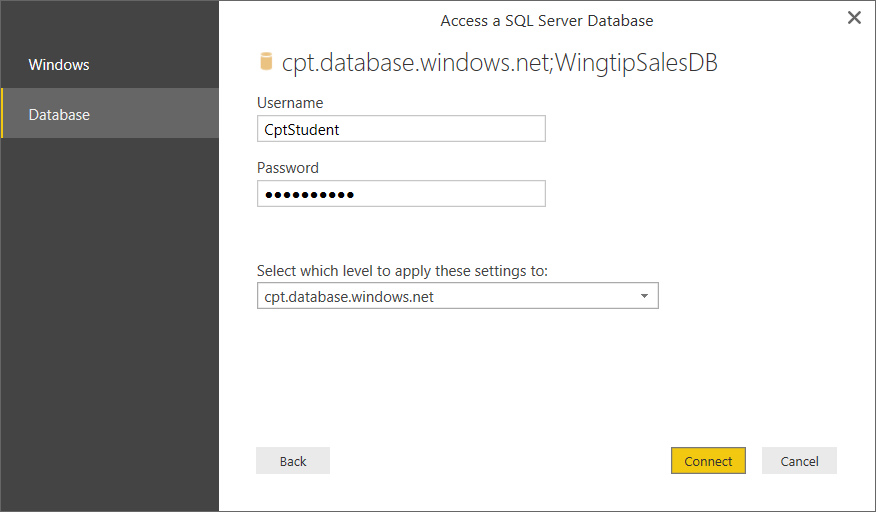 Access a SQL Server Database
Windows
Database
cpt.database.windows.net;WingtipSalesDB
Username
CptStudent
Password
●●●●●●●●●●
Select which level to apply these settings to:
cpt.database.windows.net
Back
Connect
Cancel